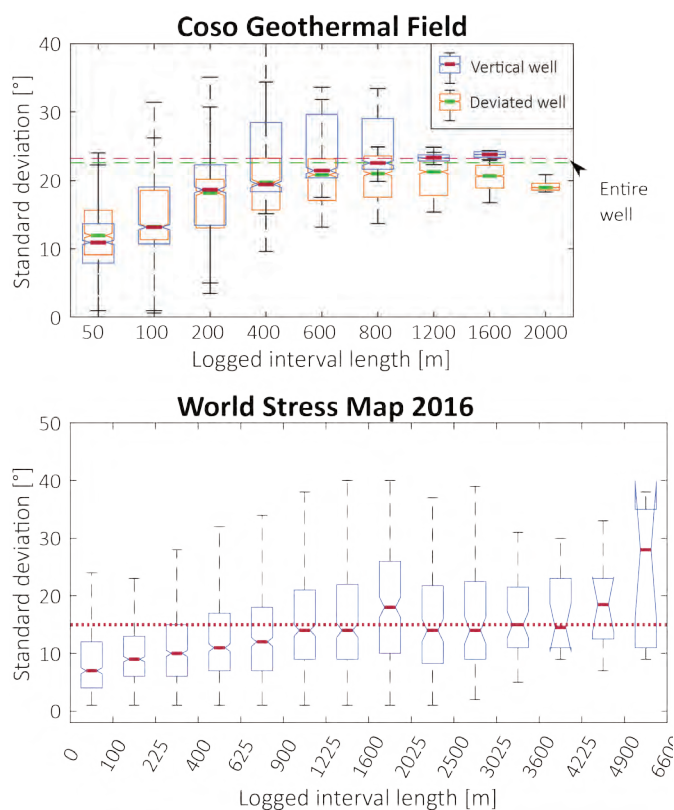 Coso Geothermal Field
Standard deviation [°]
40
30
20
10
0
Vertical well
Deviated well
Entire
well
50 100 200 400 600 800 1200 1600 2000
Logged interval length [m]
World Stress Map 2016
Standard deviation [°]
50
40
30
20
10
0
0 100 225 400 625 900 1225 1600 2025 2500 3025 3600 4225 4900 6600
Logged interval length [m]